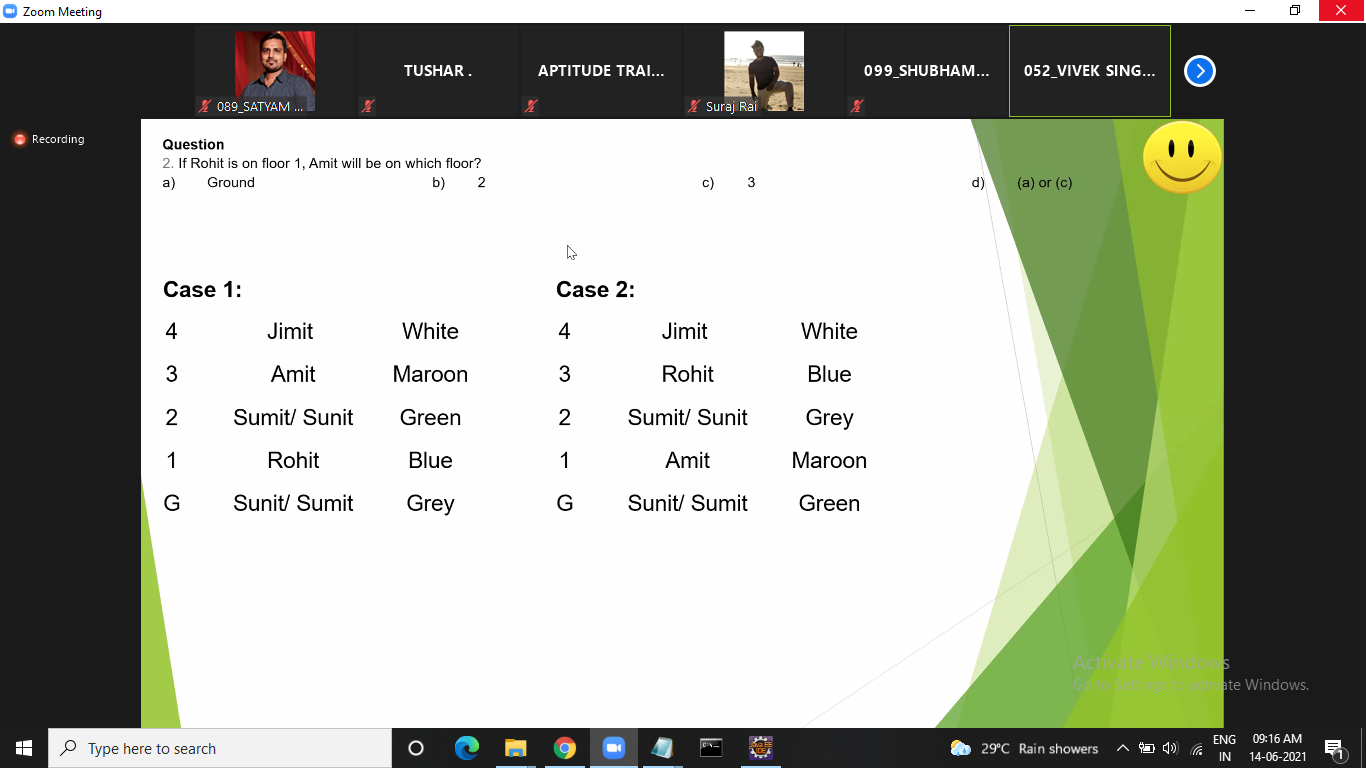 Zoom Meeting
089_SATYAM ...
TUSHAR .
APTITUDE TRAI...
Suraj Rai
099_SHUBHAM...
052_VIVEK SING...
Recording
Question
2. If Rohit is on floor 1, Amit will be on which floor?
a) Ground b) 2 c) 3 d) (a) or (c)
Case 1:
4 Jimit White
3 Amit Maroon
2 Sumit/ Sunit Green
1 Rohit Blue
G Sunit/ Sumit Grey
Case 2:
4 Jimit White
3 Rohit Blue
2 Sumit/ Sunit Grey
1 Amit Maroon
G Sunit/ Sumit Green
Activate Windows
Go to Settings to activate Windows.
Type here to search
29°C Rain showers
ENG
IN
09:16 AM
14-06-2021
1